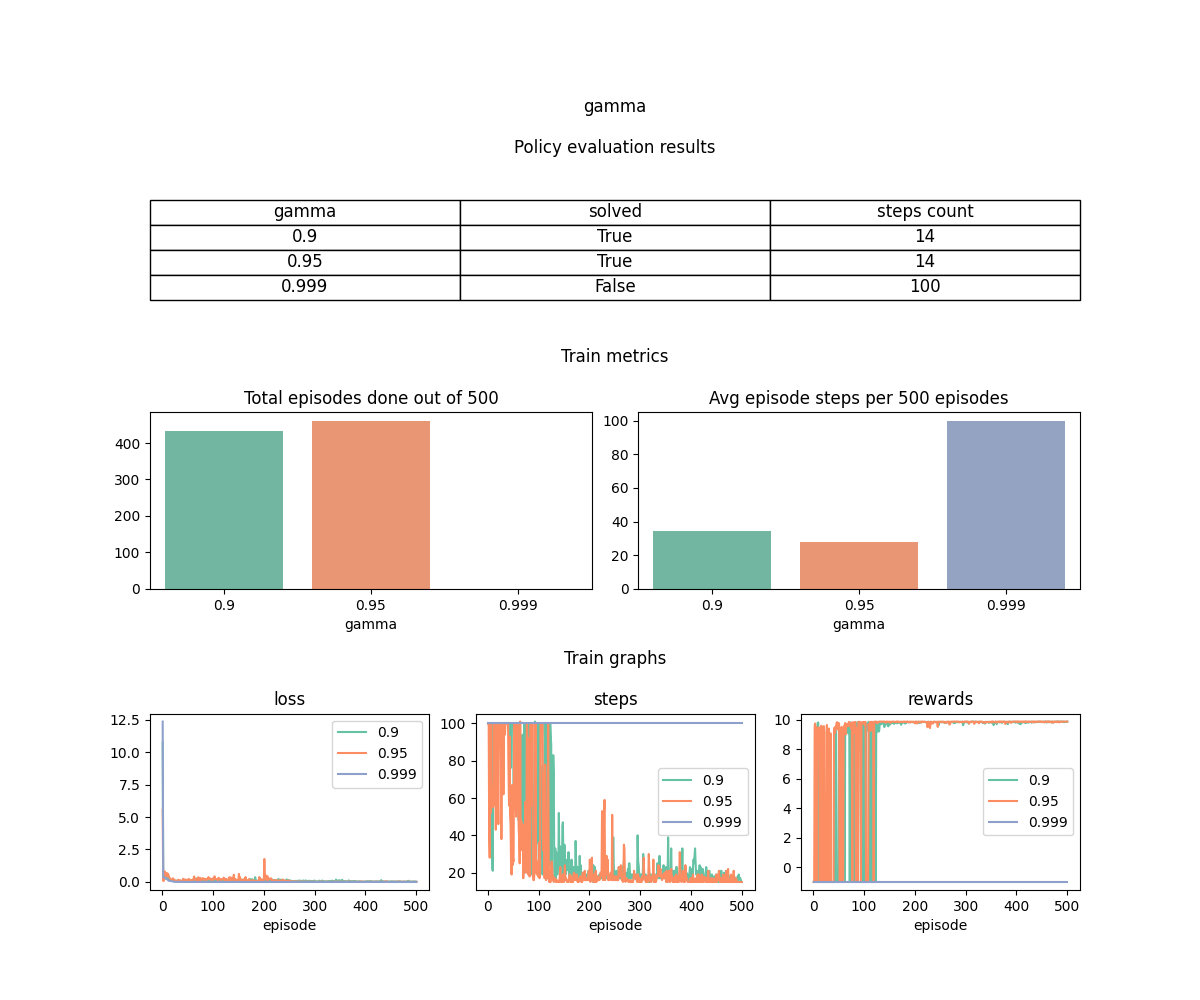 gamma
Policy evaluation results
gamma solved steps count
0.9 True 14
0.95 True 14
0.999 False 100
Train metrics
Total episodes done out of 500
400
300
200
100
0
0.9 0.95 0.999
gamma
Avg episode steps per 500 episodes
100
80
60
40
20
0
0.9 0.95 0.999
gamma
Train graphs
loss
12.5
10.0
7.5
5.0
2.5
0.0
0.9
0.95
0.999
0 100 200 300 400 500
episode
steps
100
80
60
40
20
0.9
0.95
0.999
0 100 200 300 400 500
episode
rewards
10
8
6
4
2
0
0.9
0.95
0.999
0 100 200 300 400 500
episode